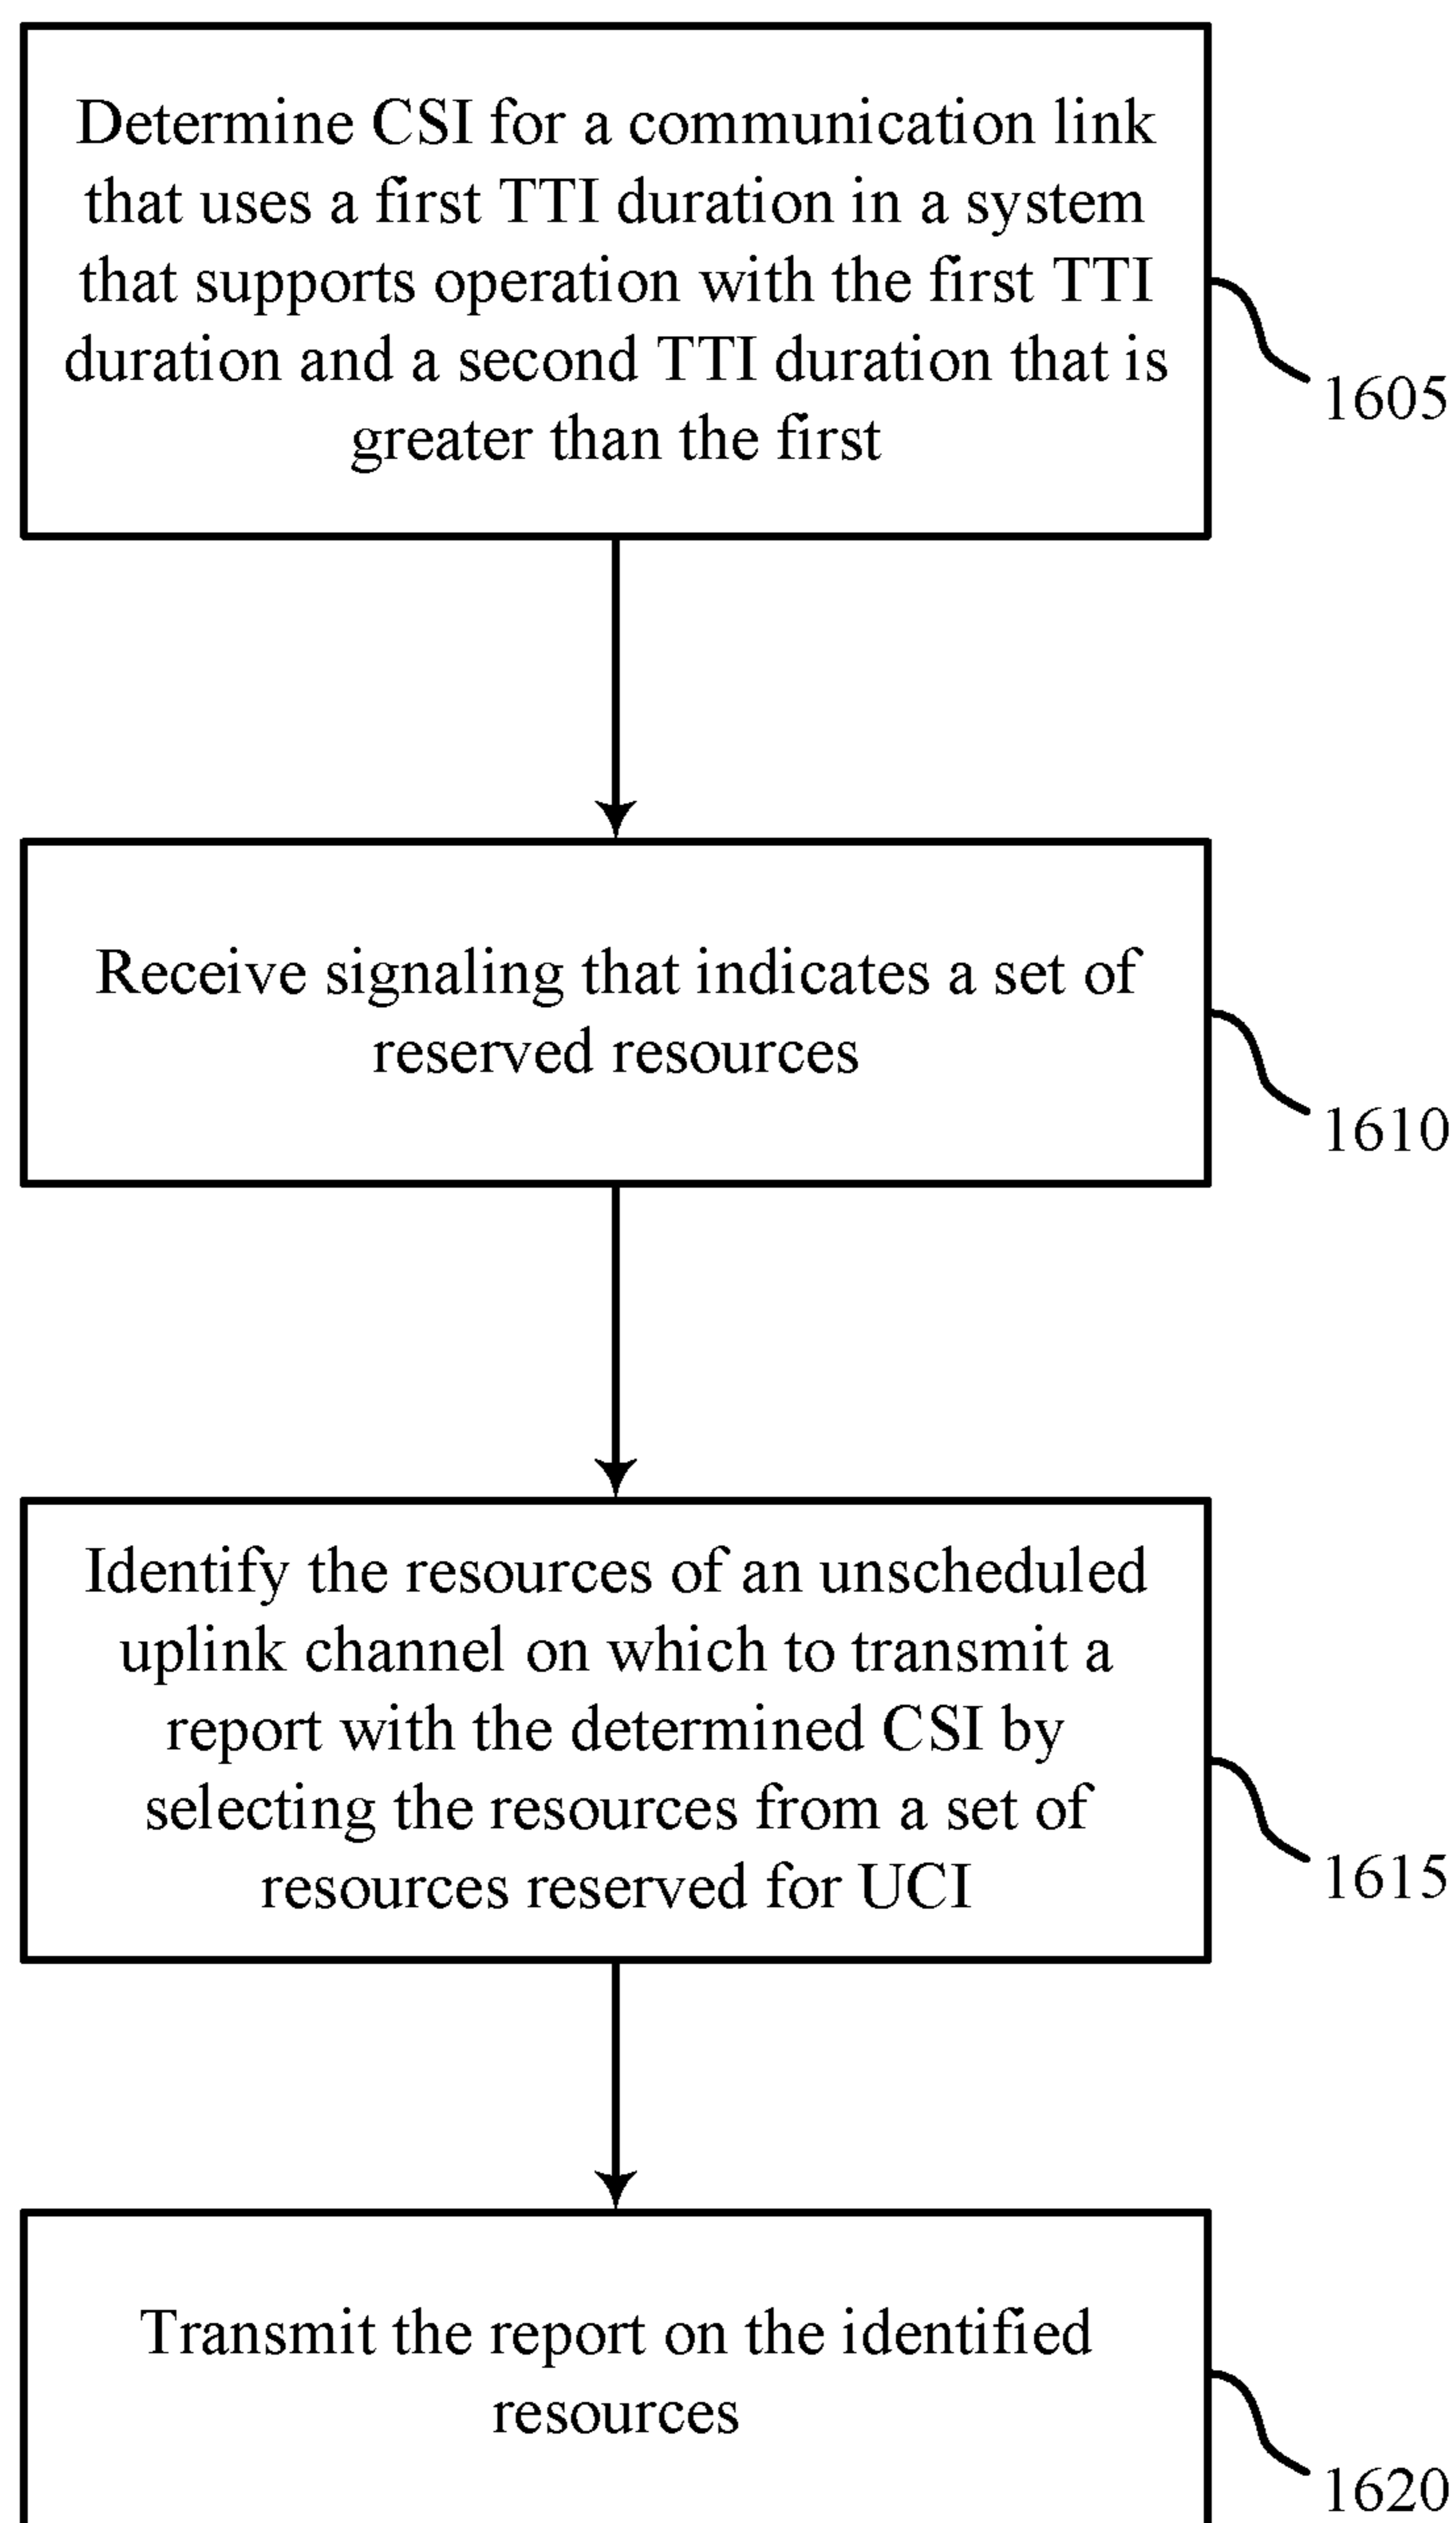 Determine CSI for a communication link
that uses a first TTI duration in a system
that supports operation with the first TTI
duration and a second TTI duration that is
greater than the first
1605
Receive signaling that indicates a set of
reserved resources
1610
Identify the resources of an unscheduled
uplink channel on which to transmit a
report with the determined CSI by
selecting the resources from a set of
resources reserved for UCI
1615
Transmit the report on the identified
resources
1620